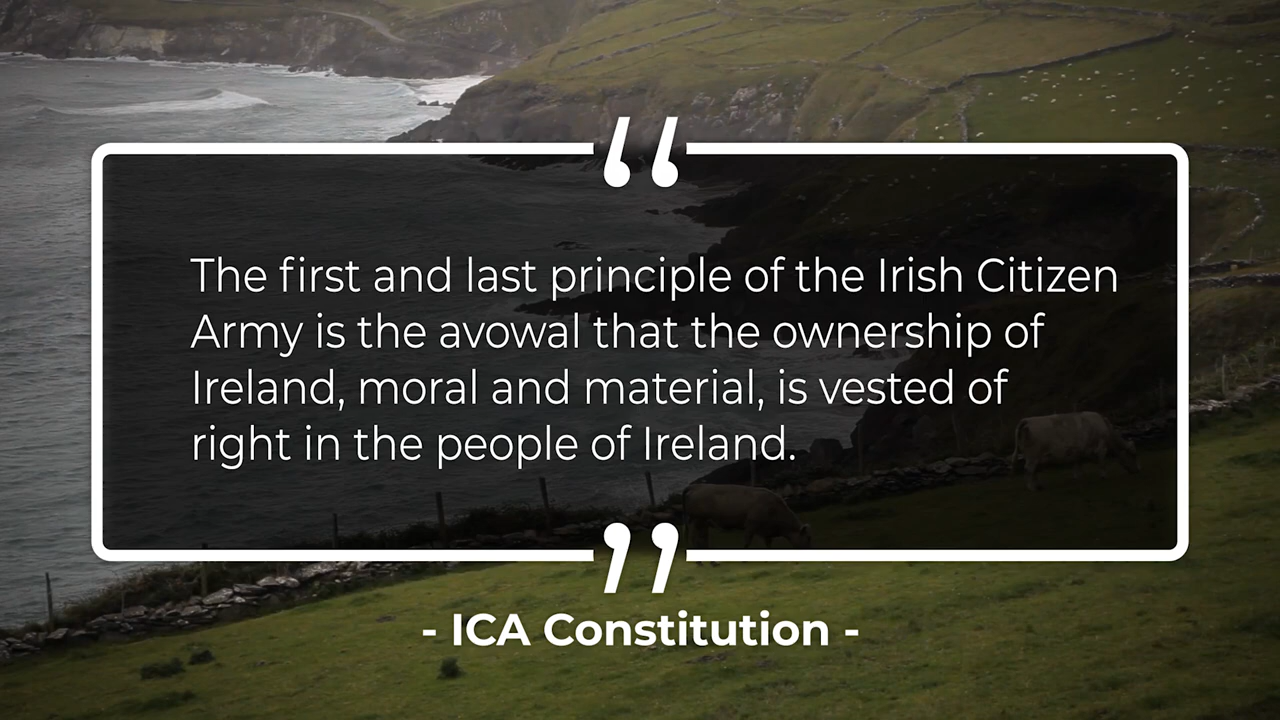 “
The first and last principle of the Irish Citizen
Army is the avowal that the ownership of
Ireland, moral and material, is vested of
right in the people of Ireland.
”
- ICA Constitution -